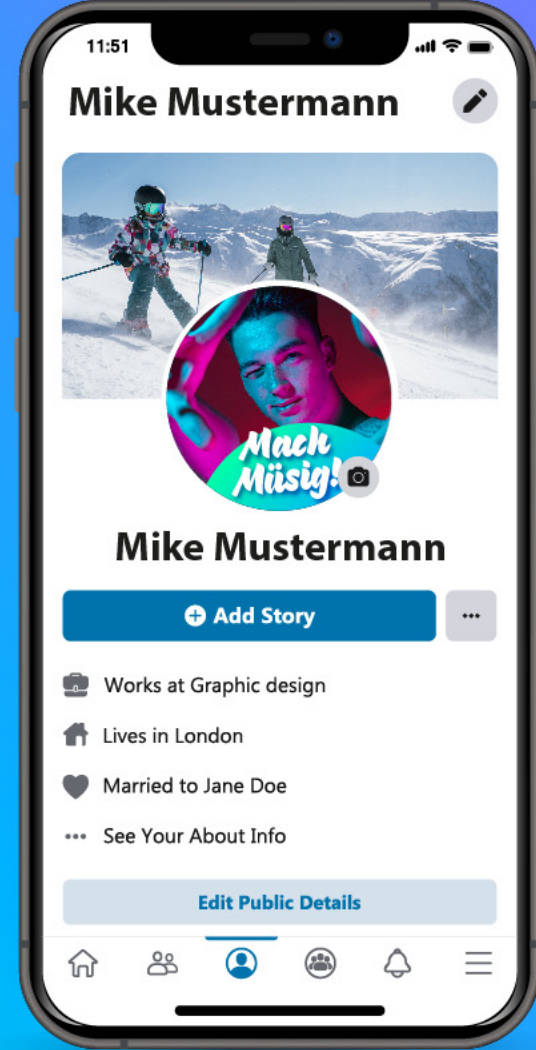 11:51
Mike Mustermann
Mach
Müsig!
Mike Mustermann
Add Story
Works at Graphic design
Lives in London
Married to Jane Doe
See Your About Info
Edit Public Details